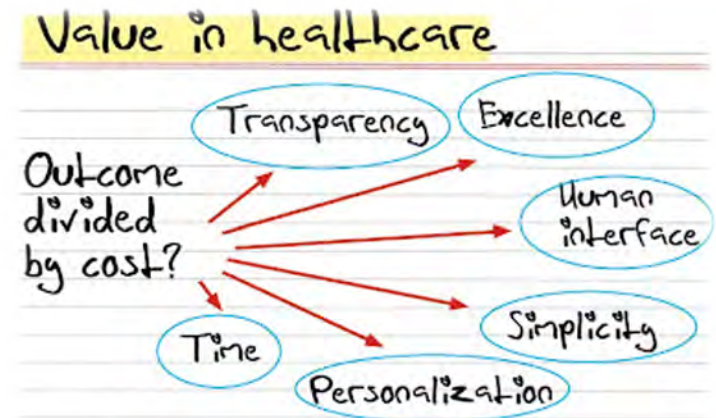 Value in healthcare
Transparency
Excellence
Outcome
divided
by cost?
Human
interface
Simplicity
Time
Personalization